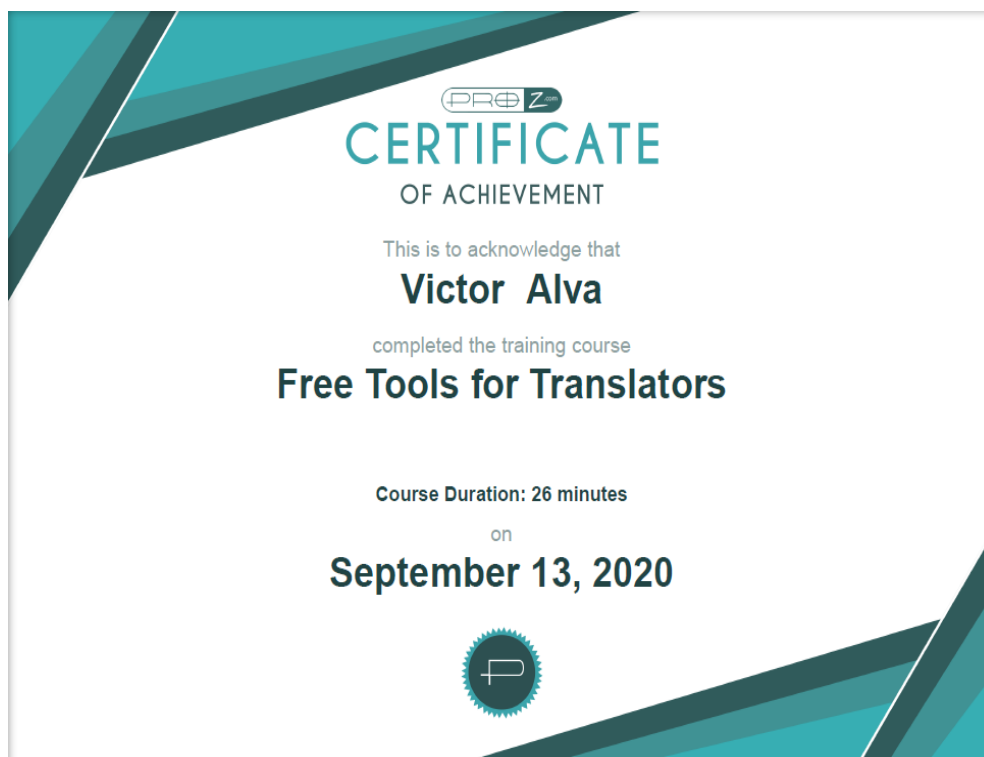 PROZ.com
CERTIFICATE
OF ACHIEVEMENT
This is to acknowledge that
Victor Alva
completed the training course
Free Tools for Translators
Course Duration: 26 minutes
on
September 13, 2020
P